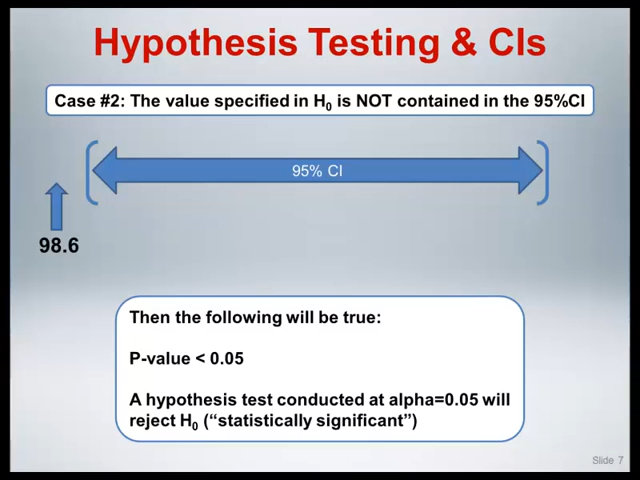 Hypothesis Testing & CIs
Case #2: The value specified in H₀ is NOT contained in the 95%CI
95% CI
98.6
Then the following will be true:
P-value < 0.05
A hypothesis test conducted at alpha=0.05 will
reject H₀ (“statistically significant”)
Slide 7